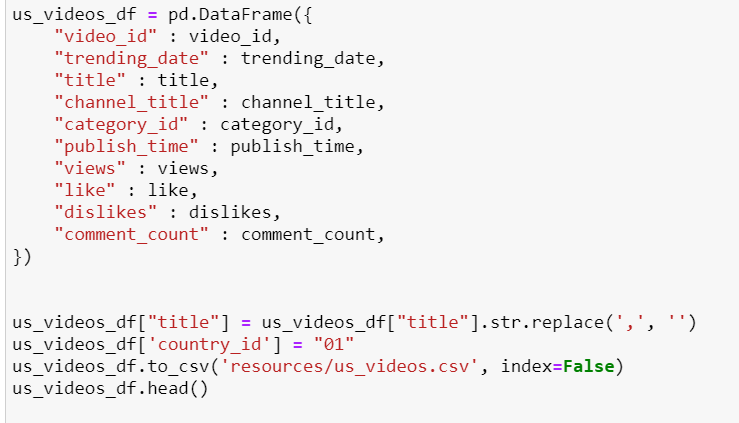 us_videos_df = pd.DataFrame({
    "video_id" : video_id,
    "trending_date" : trending_date,
    "title" : title,
    "channel_title" : channel_title,
    "category_id" : category_id,
    "publish_time" : publish_time,
    "views" : views,
    "like" : like,
    "dislikes" : dislikes,
    "comment_count" : comment_count,
})
us_videos_df["title"] = us_videos_df["title"].str.replace(',', '')
us_videos_df['country_id'] = "01"
us_videos_df.to_csv('resources/us_videos.csv', index=False)
us_videos_df.head()